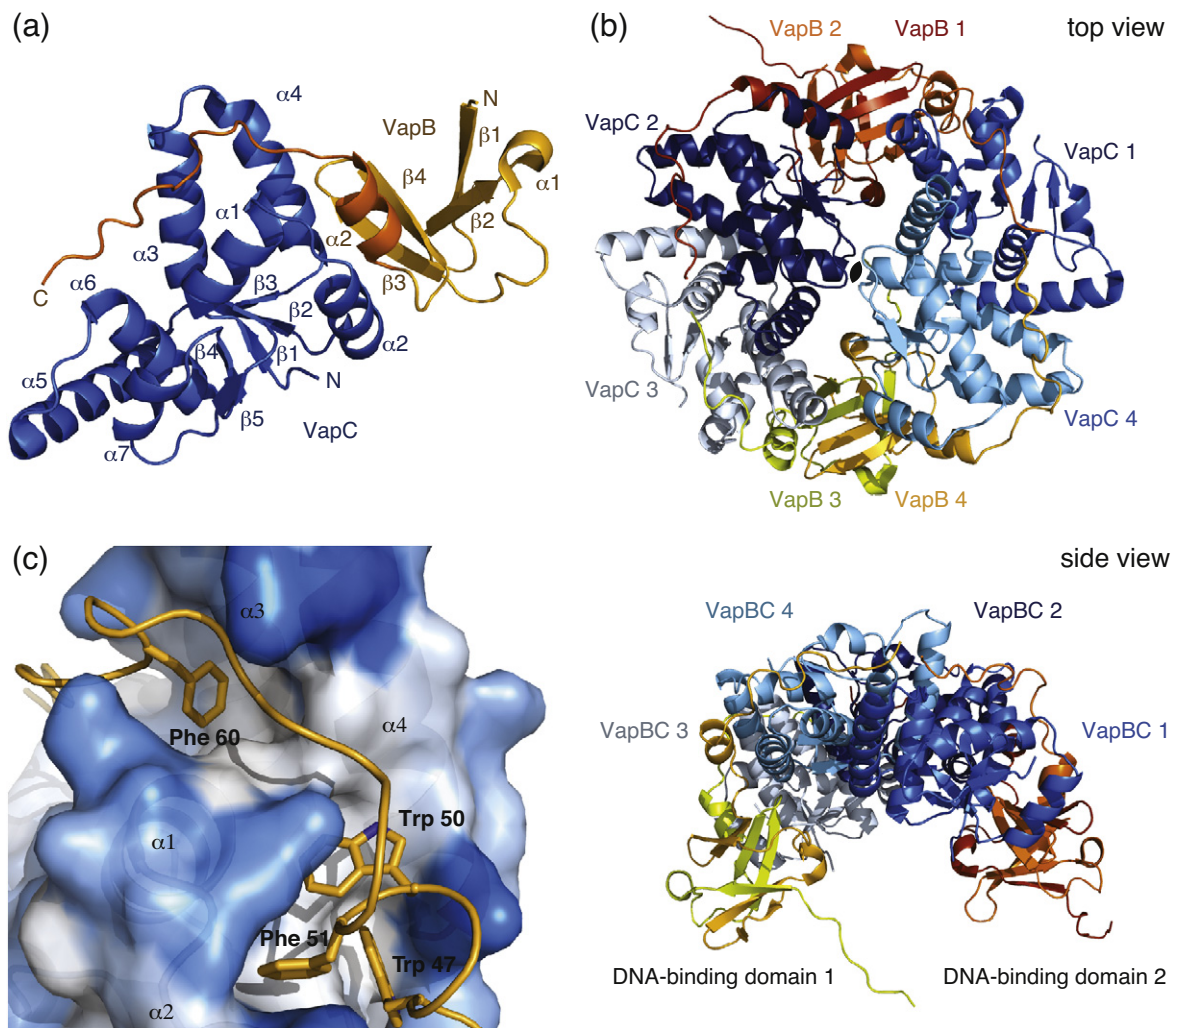 (a)
α4
VapB
N
β1
α1
β4
β2
α1
α2
α3
β3
C
α6
β3
β2
α2
β4
β1
N
α5
β5
VapC
α7
(b)
VapB 2
VapB 1
top view
VapC 2
VapC 1
VapC 3
VapC 4
VapB 3
VapB 4
(c)
α3
Phe 60
α4
Trp 50
α1
Phe 51
Trp 47
α2
side view
VapBC 4
VapBC 2
VapBC 3
VapBC 1
DNA-binding domain 1
DNA-binding domain 2